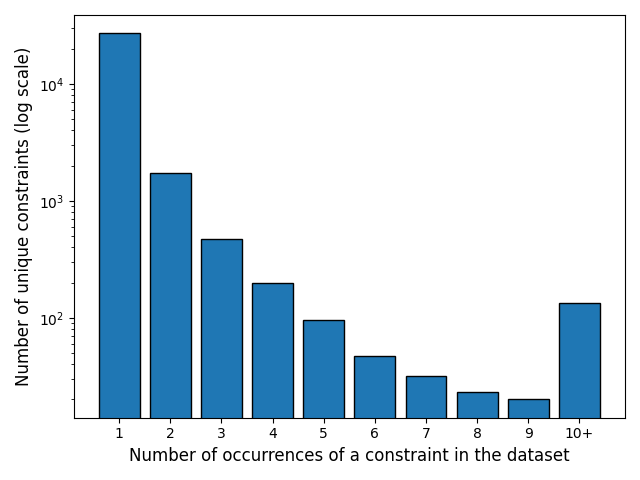 Number of unique constraints (log scale)
10⁴
10³
10²
1 2 3 4 5 6 7 8 9 10+
Number of occurrences of a constraint in the dataset